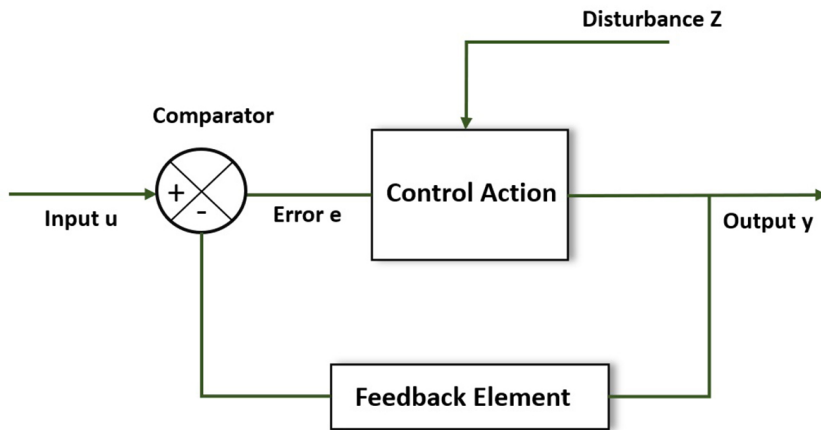 Disturbance Z
Comparator
+
-
Control Action
Input u
Error e
Output y
Feedback Element